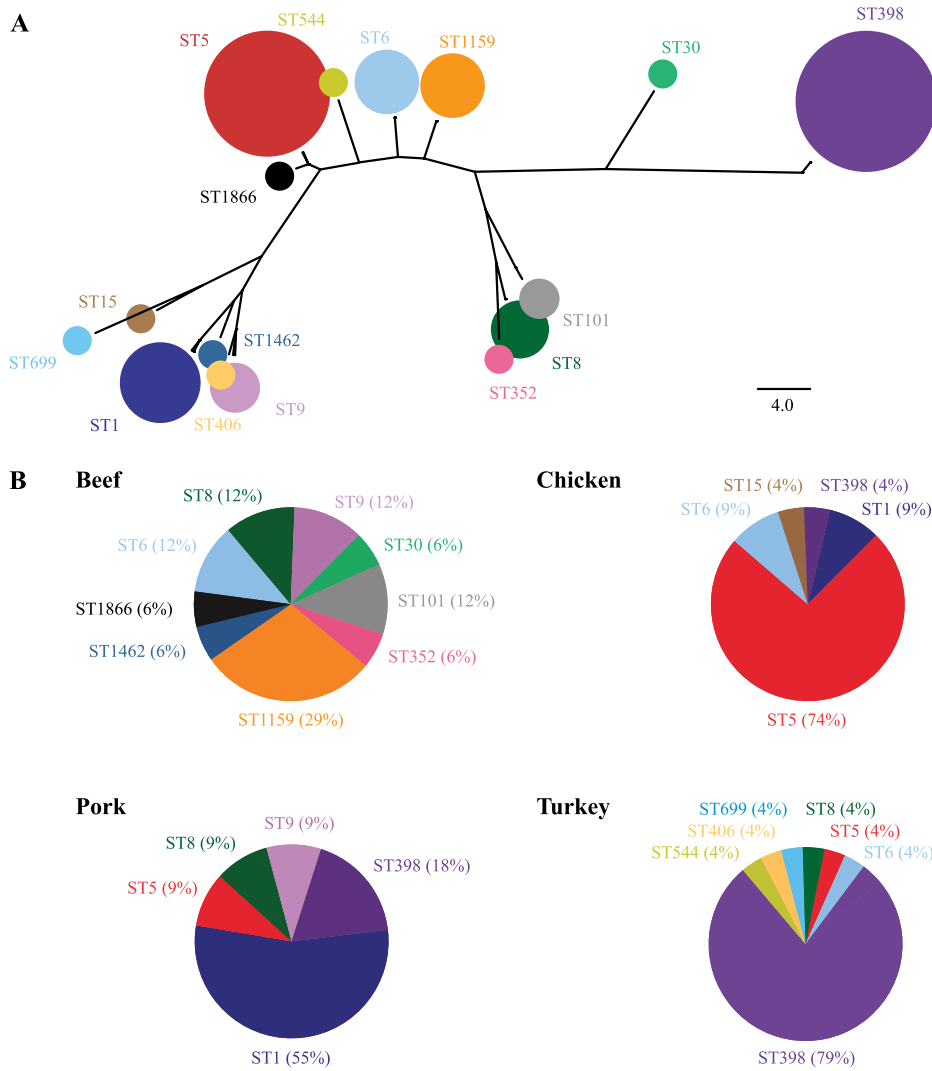 A
ST544
ST5
ST6
ST1159
ST30
ST398
ST1866
ST15
ST699
ST1
ST406
ST1462
ST9
ST101
ST8
ST352
4.0
B
Beef
ST8 (12%)
ST9 (12%)
ST6 (12%)
ST30 (6%)
ST1866 (6%)
ST101 (12%)
ST1462 (6%)
ST352 (6%)
ST1159 (29%)
Chicken
ST15 (4%)
ST398 (4%)
ST6 (9%)
ST1 (9%)
ST5 (74%)
Pork
ST9 (9%)
ST8 (9%)
ST398 (18%)
ST5 (9%)
ST1 (55%)
Turkey
ST699 (4%)
ST8 (4%)
ST406 (4%)
ST5 (4%)
ST544 (4%)
ST6 (4%)
ST398 (79%)